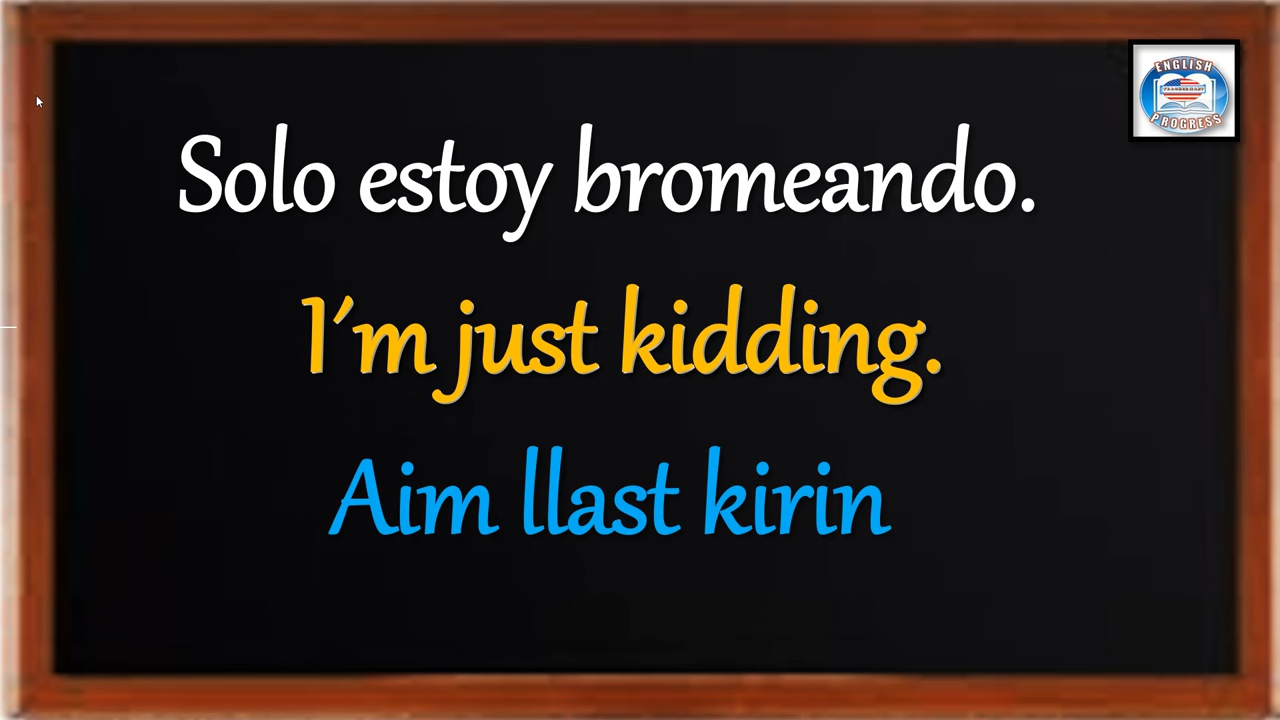 ENGLISH
PROGRESS
Solo estoy bromeando.
I´m just kidding.
Aim llast kirin